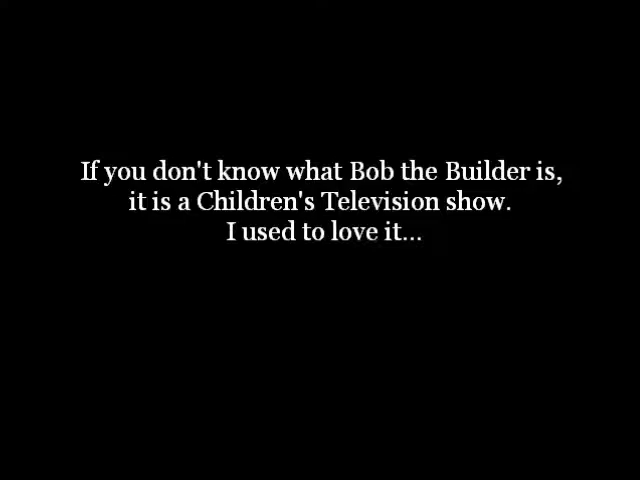 If you don't know what Bob the Builder is,
it is a Children's Television show.
I used to love it...